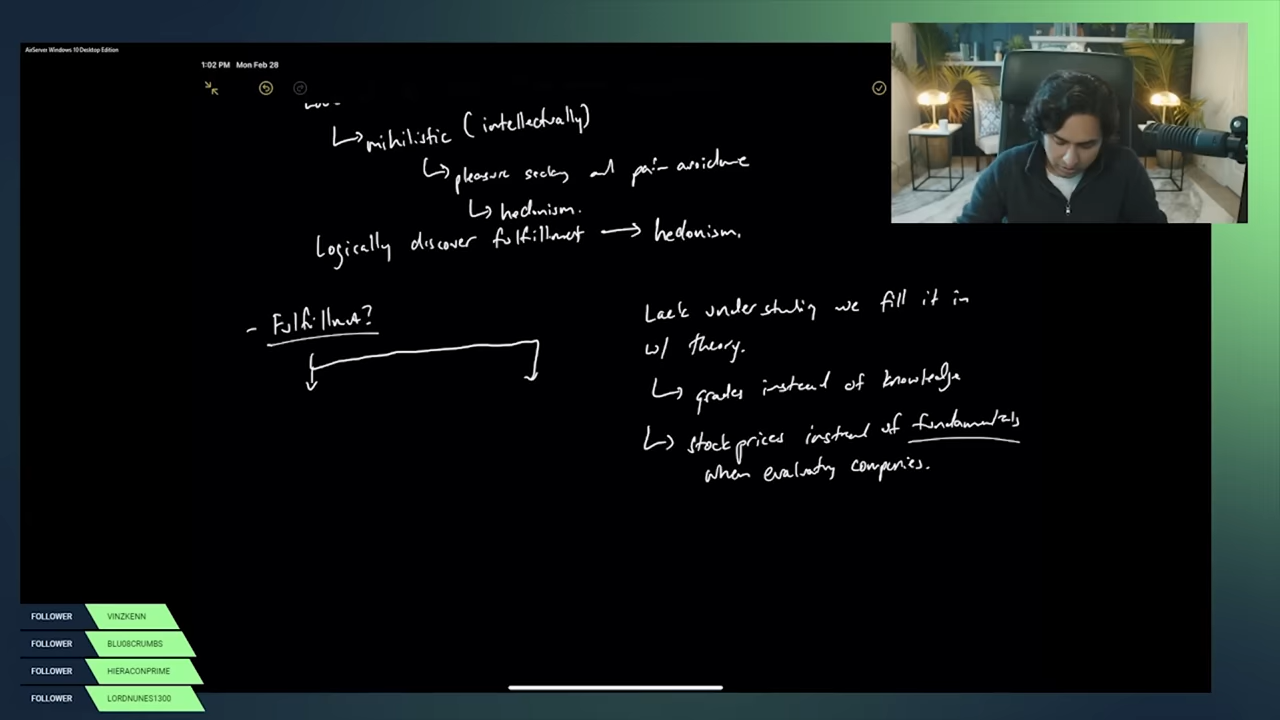 AirServer Windows 10 Desktop Edition
1:02 PM Mon Feb 28
↳ nihilistic (intellectually)
↳ pleasure seeking and pain avoidance
↳ hedonism.
Logically discover fulfillment → hedonism.
- Fulfillment?
Lack understanding we fill it in
w/ theory.
↳ grades instead of knowledge
↳ stock prices instead of fundamentals
when evaluating companies.
FOLLOWER VINZKENN
FOLLOWER BLU08CRUMBS
FOLLOWER HIERACONPRIME
FOLLOWER LORDNUNES1300